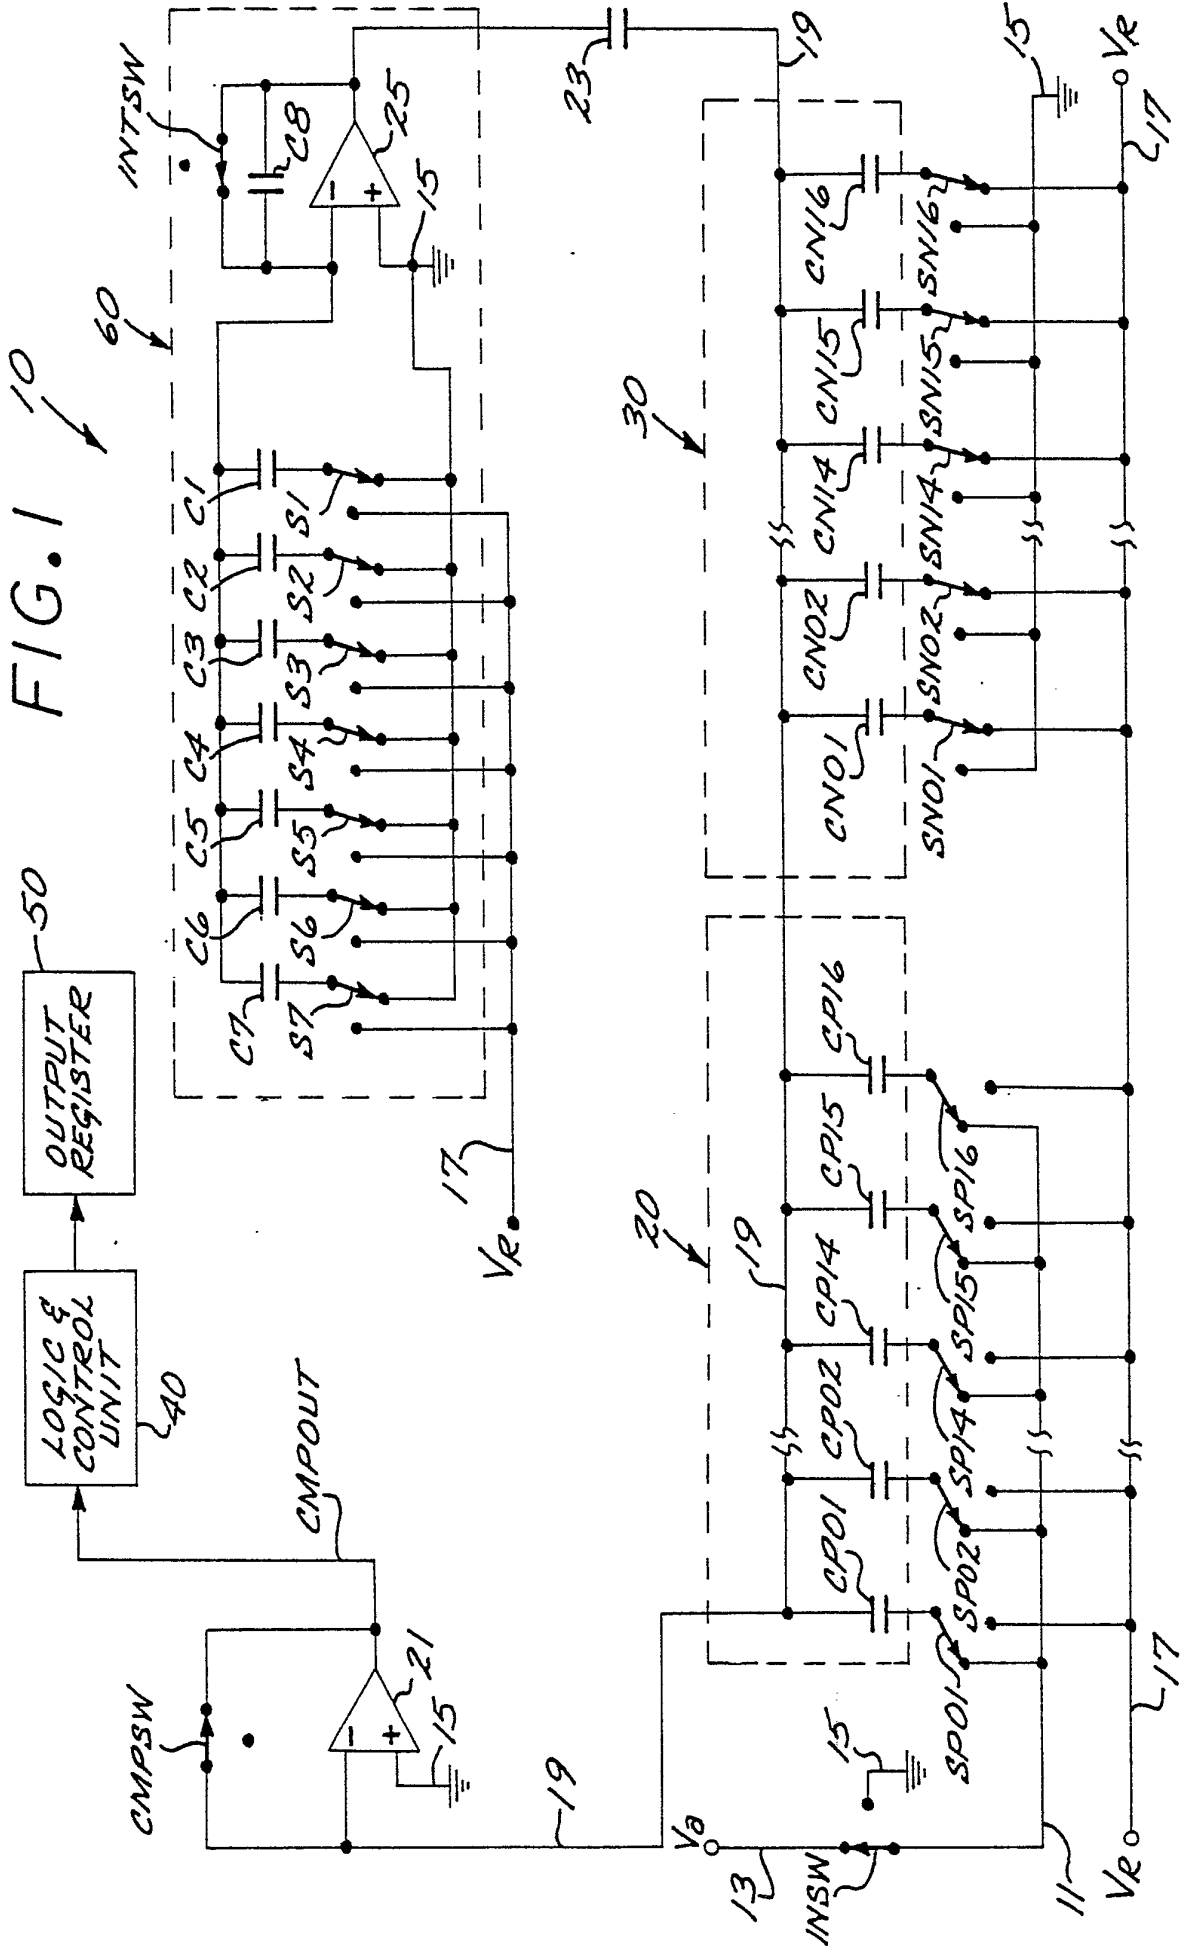 FIG. 1
10
LOGIC &
CONTROL
UNIT
40
OUTPUT
REGISTER
50
60
INTSW
C7
C6
C5
C4
C3
C2
C1
C8
S7
S6
S5
S4
S3
S2
S1
25
-
+
15
VR
17
23
CMPSW
CMPOUT
21
-
+
15
19
20
19
30
19
CP01
CP02
CP14
CP15
CP16
CN01
CN02
CN14
CN15
CN16
SP01
SP02
SP14
SP15
SP16
SN01
SN02
SN14
SN15
SN16
Va
13
INSW
15
11
15
VR
17
17
VR